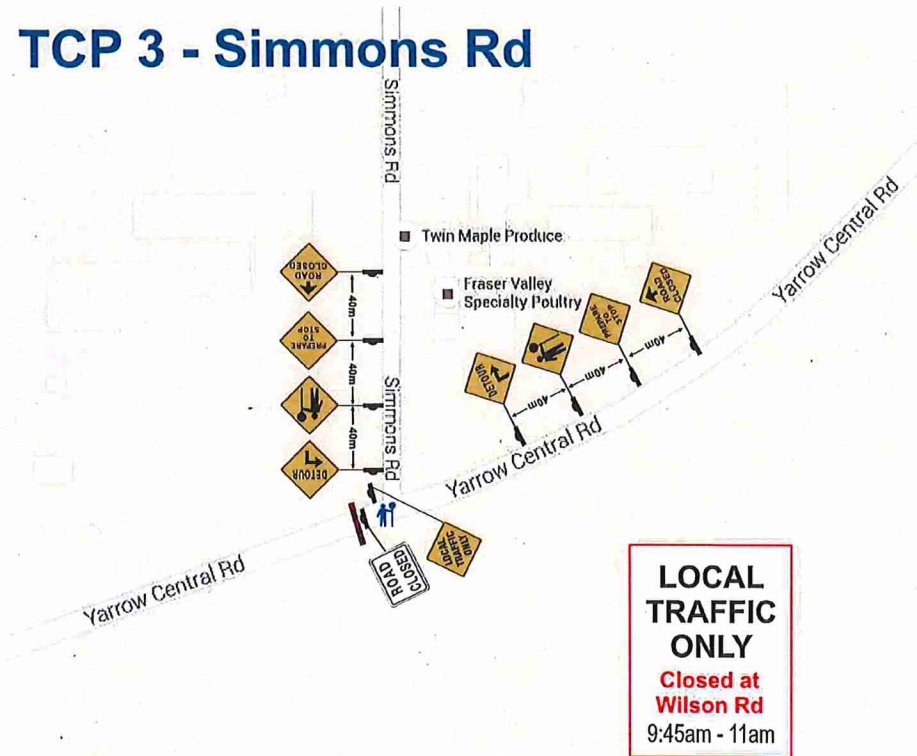 TCP 3 - Simmons Rd
Simmons Rd
Twin Maple Produce
Fraser Valley
Specialty Poultry
Yarrow Central Rd
ROAD
CLOSED
40m
PREPARE
TO
STOP
40m
40m
DETOUR
Simmons Rd
ROAD
CLOSED
40m
PREPARE
TO
STOP
40m
40m
DETOUR
Yarrow Central Rd
LOCAL
TRAFFIC
ONLY
ROAD
CLOSED
Yarrow Central Rd
LOCAL
TRAFFIC
ONLY
Closed at
Wilson Rd
9:45am - 11am